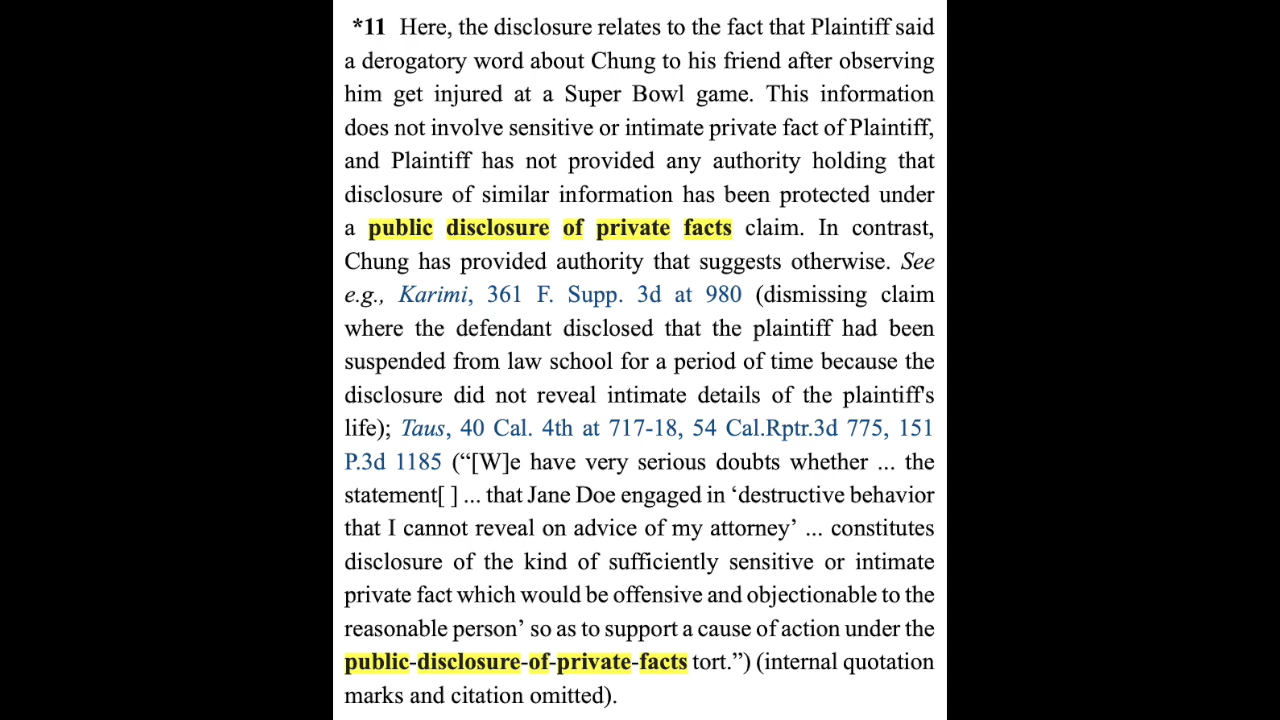 *11 Here, the disclosure relates to the fact that Plaintiff said
a derogatory word about Chung to his friend after observing
him get injured at a Super Bowl game. This information
does not involve sensitive or intimate private fact of Plaintiff,
and Plaintiff has not provided any authority holding that
disclosure of similar information has been protected under
a public disclosure of private facts claim. In contrast,
Chung has provided authority that suggests otherwise. See
e.g., Karimi, 361 F. Supp. 3d at 980 (dismissing claim
where the defendant disclosed that the plaintiff had been
suspended from law school for a period of time because the
disclosure did not reveal intimate details of the plaintiff's
life); Taus, 40 Cal. 4th at 717-18, 54 Cal.Rptr.3d 775, 151
P.3d 1185 (“[W]e have very serious doubts whether ... the
statement[ ] ... that Jane Doe engaged in ‘destructive behavior
that I cannot reveal on advice of my attorney’ ... constitutes
disclosure of the kind of sufficiently sensitive or intimate
private fact which would be offensive and objectionable to the
reasonable person’ so as to support a cause of action under the
public-disclosure-of-private-facts tort.”) (internal quotation
marks and citation omitted).